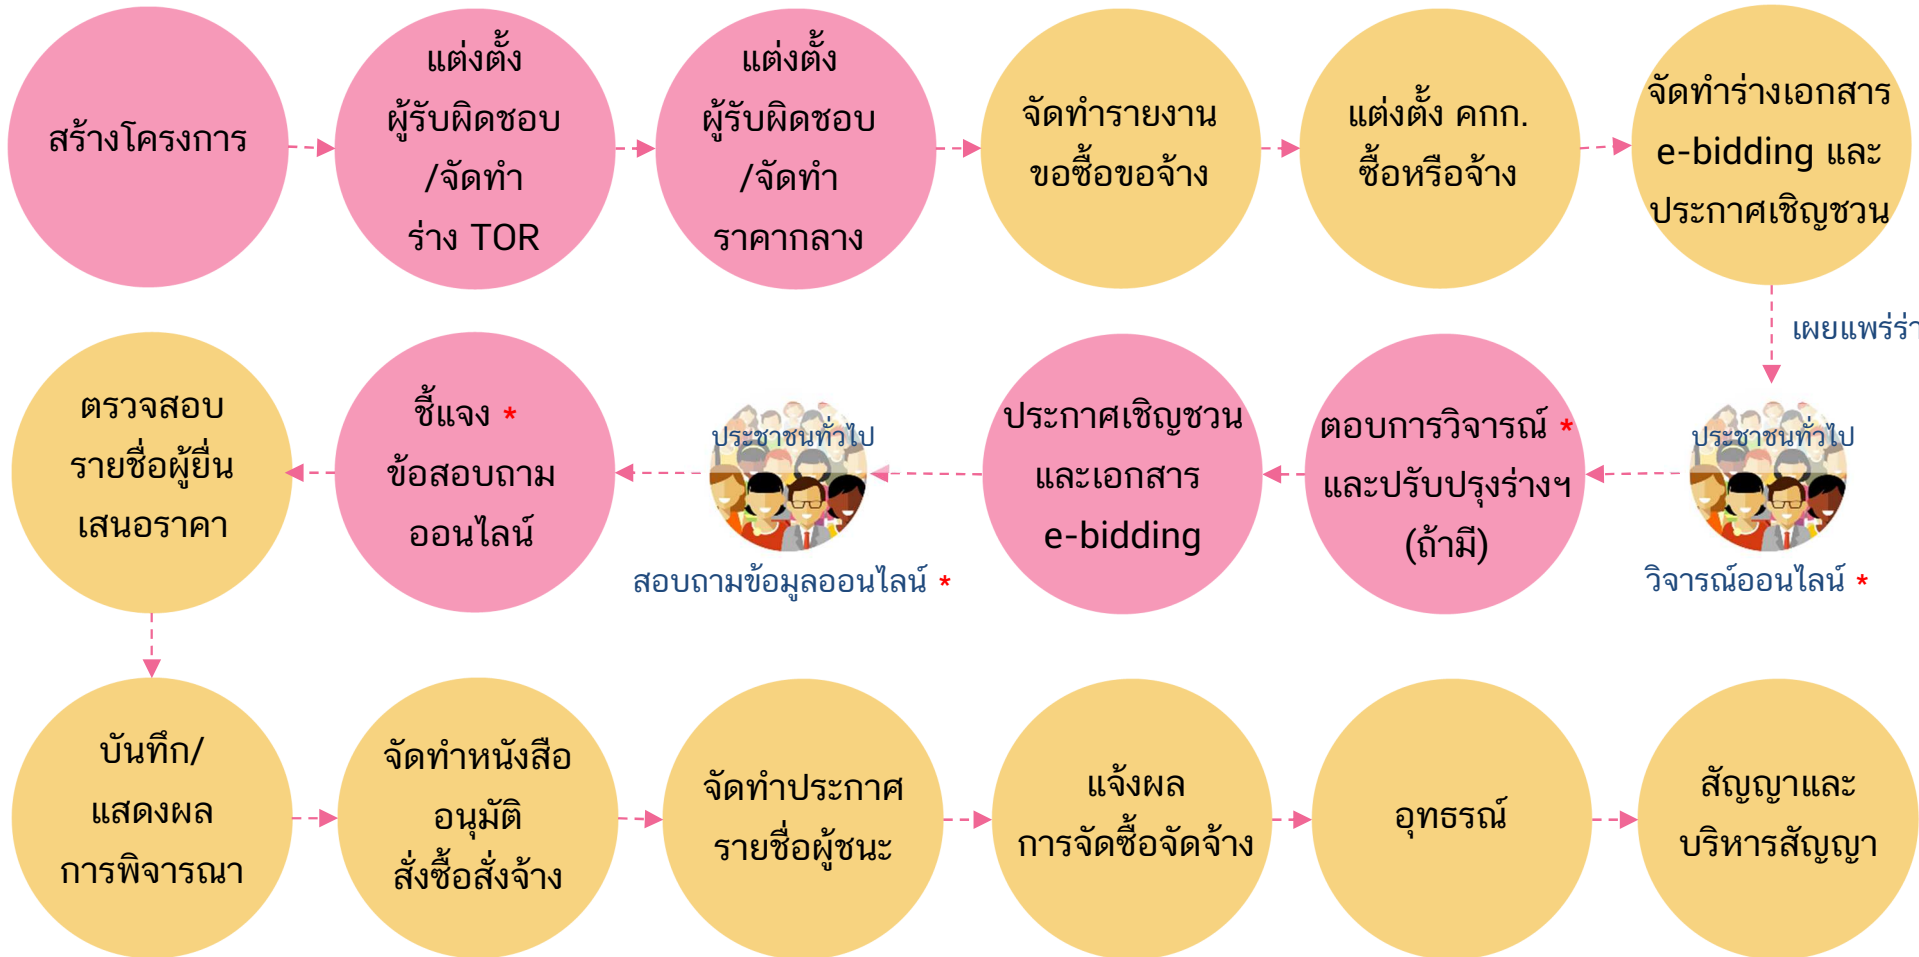 สร้างโครงการ
แต่งตั้ง
ผู้รับผิดชอบ
/จัดทำ
ร่าง TOR
แต่งตั้ง
ผู้รับผิดชอบ
/จัดทำ
ราคากลาง
จัดทำรายงาน
ขอซื้อขอจ้าง
แต่งตั้ง คกก.
ซื้อหรือจ้าง
จัดทำร่างเอกสาร
e-bidding และ
ประกาศเชิญชวน
เผยแพร่ร่า
ประชาชนทั่วไป
วิจารณ์ออนไลน์ *
ตอบการวิจารณ์ *
และปรับปรุงร่างฯ
(ถ้ามี)
ประกาศเชิญชวน
และเอกสาร
e-bidding
ประชาชนทั่วไป
สอบถามข้อมูลออนไลน์ *
ชี้แจง *
ข้อสอบถาม
ออนไลน์
ตรวจสอบ
รายชื่อผู้ยื่น
เสนอราคา
บันทึก/
แสดงผล
การพิจารณา
จัดทำหนังสือ
อนุมัติ
สั่งซื้อสั่งจ้าง
จัดทำประกาศ
รายชื่อผู้ชนะ
แจ้งผล
การจัดซื้อจัดจ้าง
อุทธรณ์
สัญญาและ
บริหารสัญญา